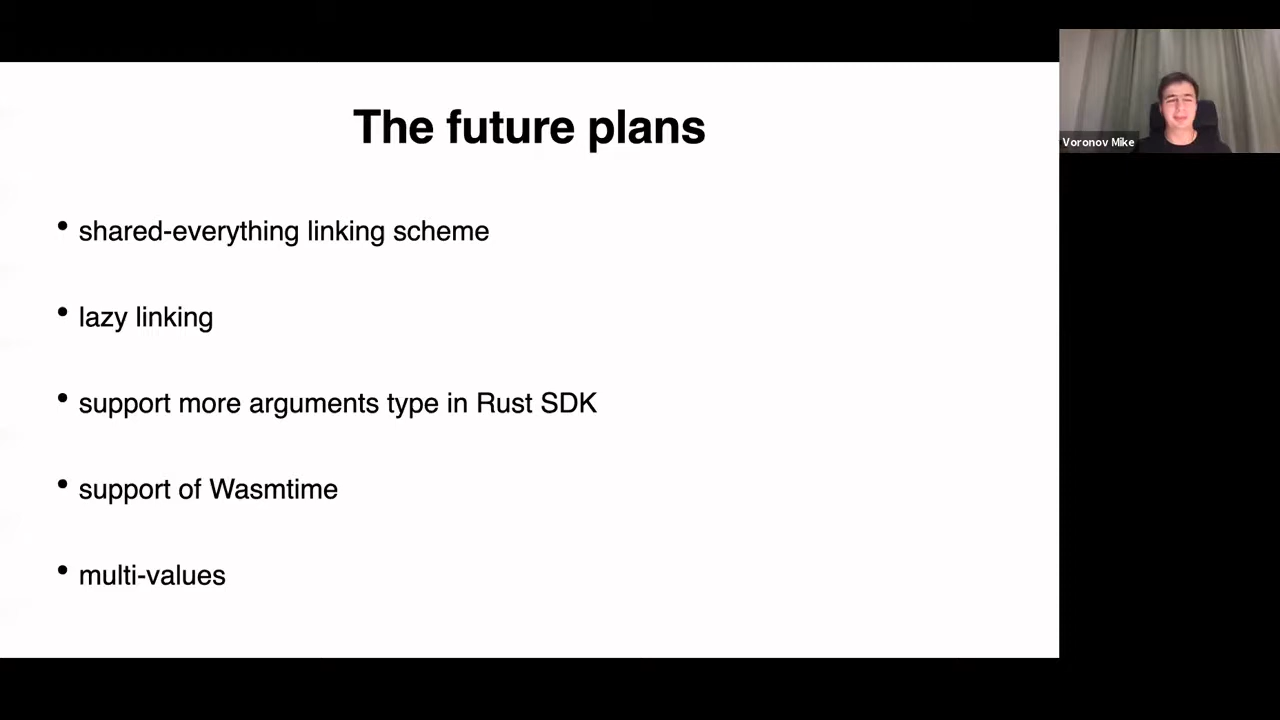 The future plans
• shared-everything linking scheme
• lazy linking
• support more arguments type in Rust SDK
• support of Wasmtime
• multi-values
Voronov Mike